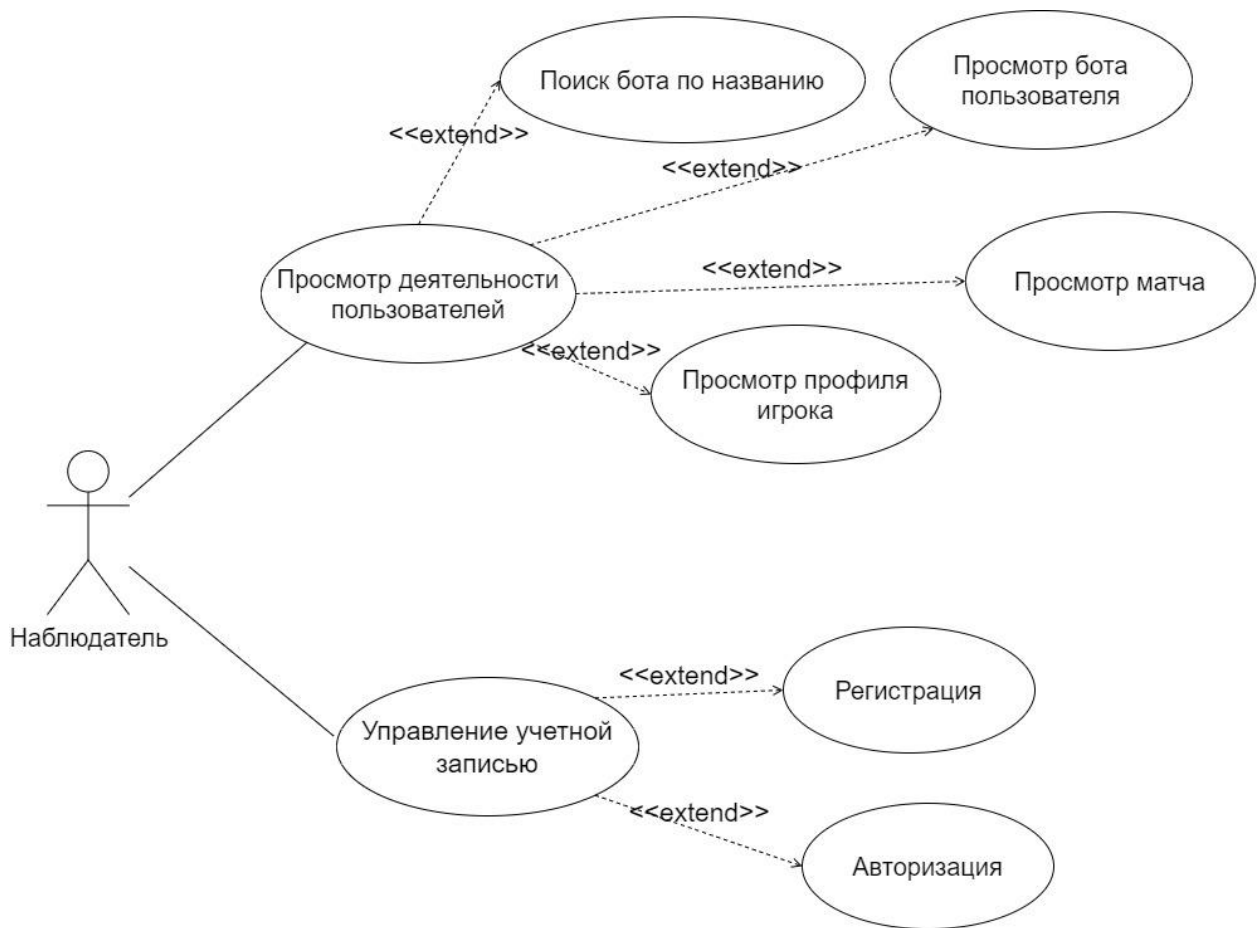 Поиск бота по названию
Просмотр бота
пользователя
<<extend>>
<<extend>>
Просмотр деятельности
пользователей
<<extend>>
Просмотр матча
<<extend>>
Просмотр профиля
игрока
Наблюдатель
<<extend>>
Регистрация
Управление учетной
записью
<<extend>>
Авторизация